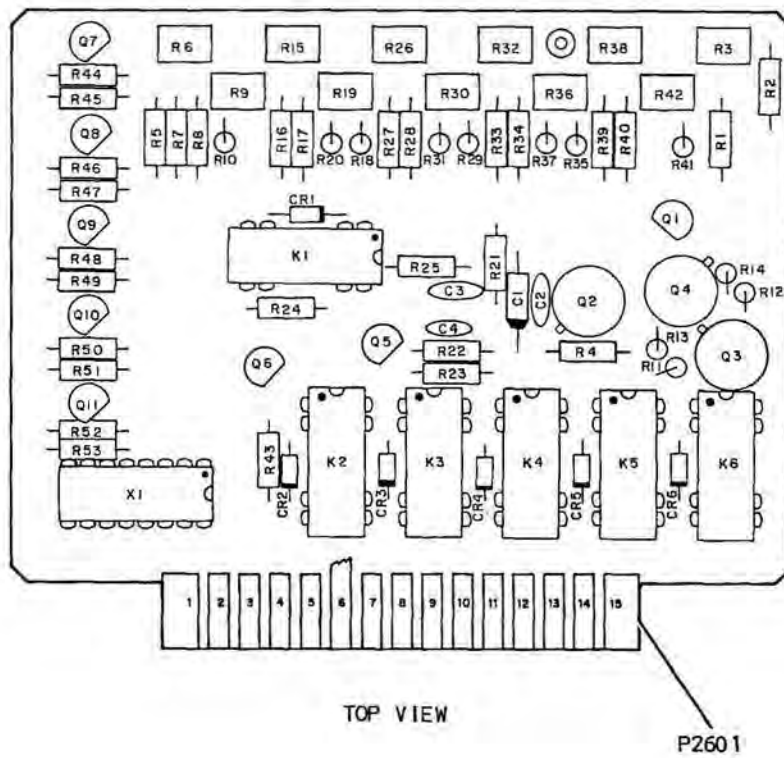 Q7 R6 R15 R26 R32 R38 R3
R44 R9 R19 R30 R36 R42 R2
R45
Q8 R5 R7 R8 R10 R16 R17 R20 R18 R27 R28 R31 R29 R33 R34 R37 R35 R39 R40 R41 R1
R46
R47
CR1
Q9 K1 Q1
R48 R25 R21 R14
R49 C3 C1 C2 Q2 Q4 R12
R24
Q10 C4 R13
Q5
R50 R22 R4 Q3
R51 Q6 R23 R11
Q11
R52
R53 R43 K2 K3 K4 K5 K6
X1 CR2 CR3 CR4 CR5 CR6
1 2 3 4 5 6 7 8 9 10 11 12 13 14 15
TOP VIEW
P2601